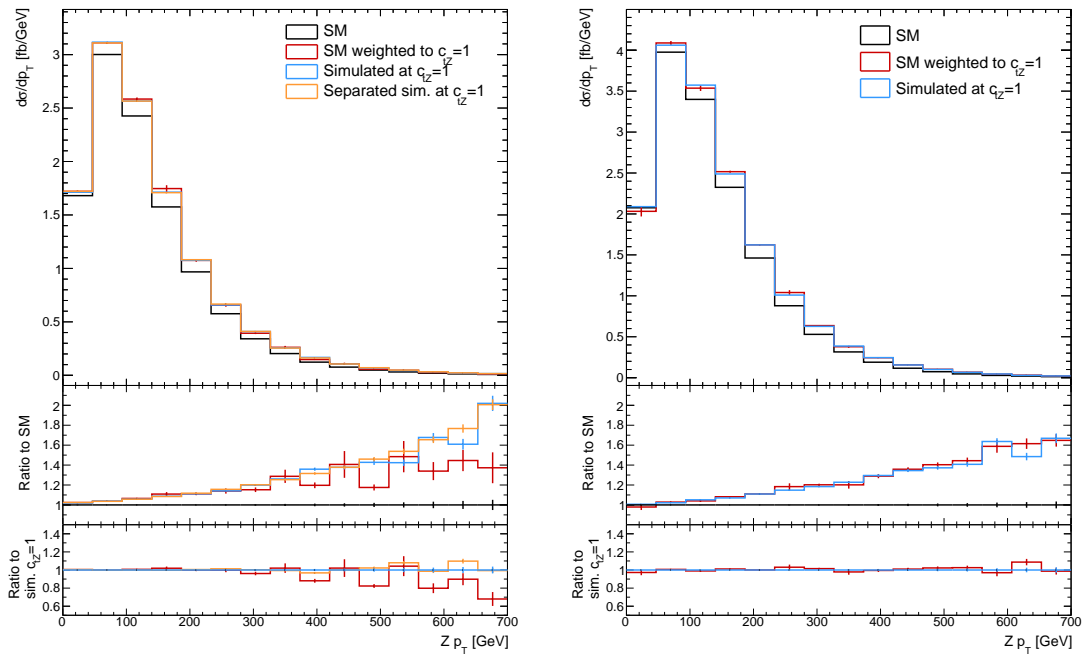 dσ/dp_T [fb/GeV]
3
2.5
2
1.5
1
0.5
0
SM
SM weighted to c_tZ=1
Simulated at c_tZ=1
Separated sim. at c_tZ=1
Ratio to SM
2
1.8
1.6
1.4
1.2
1
Ratio to
sim. c_tZ=1
1.4
1.2
1
0.8
0.6
0 100 200 300 400 500 600 700
Z p_T [GeV]
dσ/dp_T [fb/GeV]
4
3.5
3
2.5
2
1.5
1
0.5
0
SM
SM weighted to c_tZ=1
Simulated at c_tZ=1
Ratio to SM
2
1.8
1.6
1.4
1.2
1
Ratio to
sim. c_tZ=1
1.4
1.2
1
0.8
0.6
0 100 200 300 400 500 600 700
Z p_T [GeV]